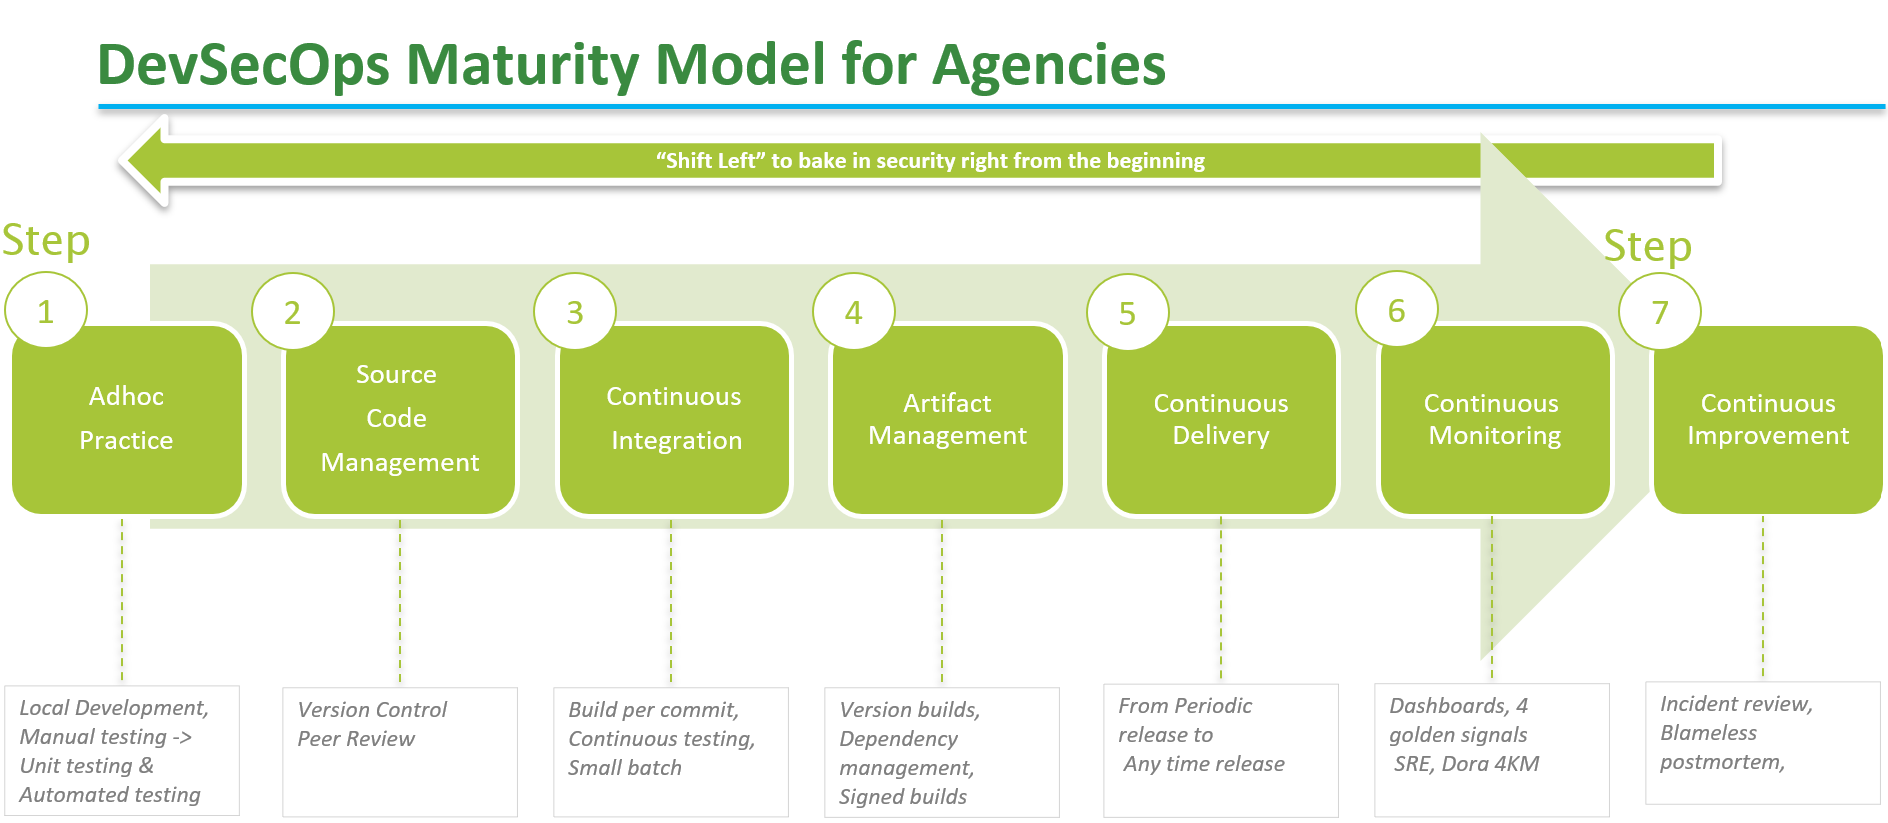 DevSecOps Maturity Model for Agencies
“Shift Left” to bake in security right from the beginning
Step
Step
1
Adhoc
Practice
2
Source
Code
Management
3
Continuous
Integration
4
Artifact
Management
5
Continuous
Delivery
6
Continuous
Monitoring
7
Continuous
Improvement
Local Development,
Manual testing ->
Unit testing &
Automated testing
Version Control
Peer Review
Build per commit,
Continuous testing,
Small batch
Version builds,
Dependency
management,
Signed builds
From Periodic
release to
Any time release
Dashboards, 4
golden signals
SRE, Dora 4KM
Incident review,
Blameless
postmortem,